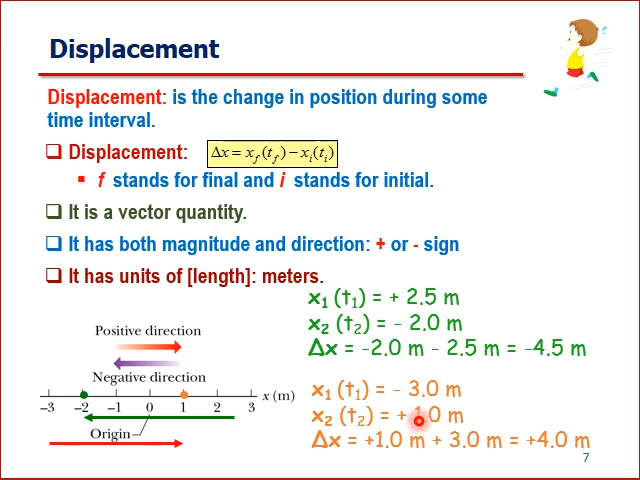 Displacement
Displacement: is the change in position during some
time interval.
❑ Displacement: Δx = x_f (t_f) − x_i (t_i)
▪ f stands for final and i stands for initial.
❑ It is a vector quantity.
❑ It has both magnitude and direction: + or - sign
❑ It has units of [length]: meters.
x₁ (t₁) = + 2.5 m
x₂ (t₂) = - 2.0 m
Δx = -2.0 m - 2.5 m = -4.5 m
Positive direction
Negative direction
x (m)
−3 −2 −1 0 1 2 3
Origin
x₁ (t₁) = - 3.0 m
x₂ (t₂) = + 1.0 m
Δx = +1.0 m + 3.0 m = +4.0 m
7